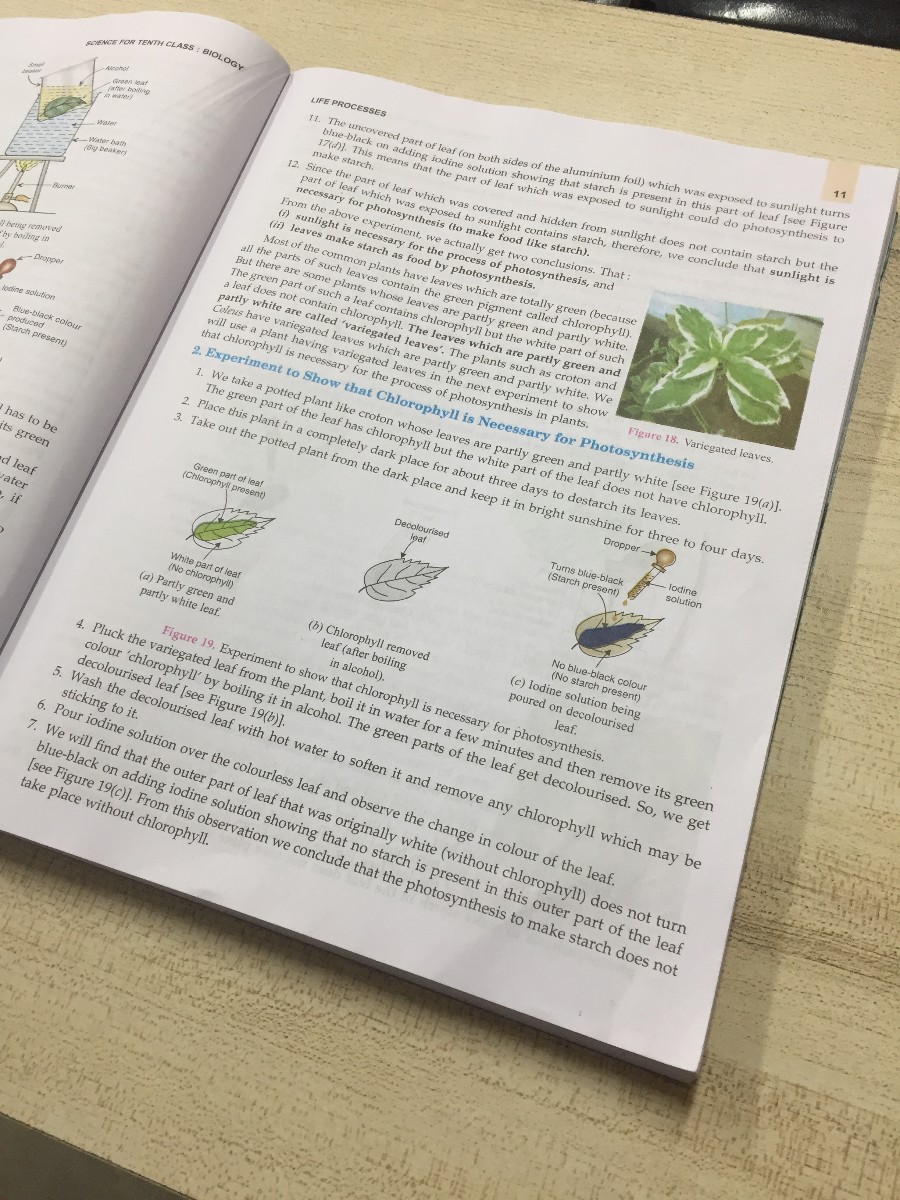 SCIENCE FOR TENTH CLASS : BIOLOGY
Small
beaker
Alcohol
Green leaf
(after boiling
in water)
Water
Water bath
(Big beaker)
Burner
being removed
by boiling in
Dropper
Iodine solution
Blue-black colour
produced
(Starch present)
has to be
its green
leaf
if
LIFE PROCESSES
11
11. The uncovered part of leaf (on both sides of the aluminium foil) which was exposed to sunlight turns
blue-black on adding iodine solution showing that starch is present in this part of leaf [see Figure
17(d)]. This means that the part of leaf which was exposed to sunlight could do photosynthesis to
make starch.
12. Since the part of leaf which was covered and hidden from sunlight does not contain starch but the
part of leaf which was exposed to sunlight contains starch, therefore, we conclude that sunlight is
necessary for photosynthesis (to make food like starch).
From the above experiment, we actually get two conclusions. That :
(i) sunlight is necessary for the process of photosynthesis, and
(ii) leaves make starch as food by photosynthesis.
Most of the common plants have leaves which are totally green (because
all the parts of such leaves contain the green pigment called chlorophyll).
But there are some plants whose leaves are partly green and partly white.
The green part of such a leaf contains chlorophyll but the white part of such
a leaf does not contain chlorophyll. The leaves which are partly green and
partly white are called 'variegated leaves'. The plants such as croton and
Coleus have variegated leaves which are partly green and partly white. We
will use a plant having variegated leaves in the next experiment to show
that chlorophyll is necessary for the process of photosynthesis in plants.
Figure 18. Variegated leaves.
2. Experiment to Show that Chlorophyll is Necessary for Photosynthesis
1. We take a potted plant like croton whose leaves are partly green and partly white [see Figure 19(a)].
The green part of the leaf has chlorophyll but the white part of the leaf does not have chlorophyll.
2. Place this plant in a completely dark place for about three days to destarch its leaves.
3. Take out the potted plant from the dark place and keep it in bright sunshine for three to four days.
Green part of leaf
(Chlorophyll present)
White part of leaf
(No chlorophyll)
(a) Partly green and
partly white leaf.
Decolourised
leaf
(b) Chlorophyll removed
leaf (after boiling
in alcohol).
Dropper
Turns blue-black
(Starch present)
Iodine
solution
No blue-black colour
(No starch present)
(c) Iodine solution being
poured on decolourised
leaf.
Figure 19. Experiment to show that chlorophyll is necessary for photosynthesis.
4. Pluck the variegated leaf from the plant, boil it in water for a few minutes and then remove its green
colour 'chlorophyll' by boiling it in alcohol. The green parts of the leaf get decolourised. So, we get
decolourised leaf [see Figure 19(b)].
5. Wash the decolourised leaf with hot water to soften it and remove any chlorophyll which may be
sticking to it.
6. Pour iodine solution over the colourless leaf and observe the change in colour of the leaf.
7. We will find that the outer part of leaf that was originally white (without chlorophyll) does not turn
blue-black on adding iodine solution showing that no starch is present in this outer part of the leaf
[see Figure 19(c)]. From this observation we conclude that the photosynthesis to make starch does not
take place without chlorophyll.